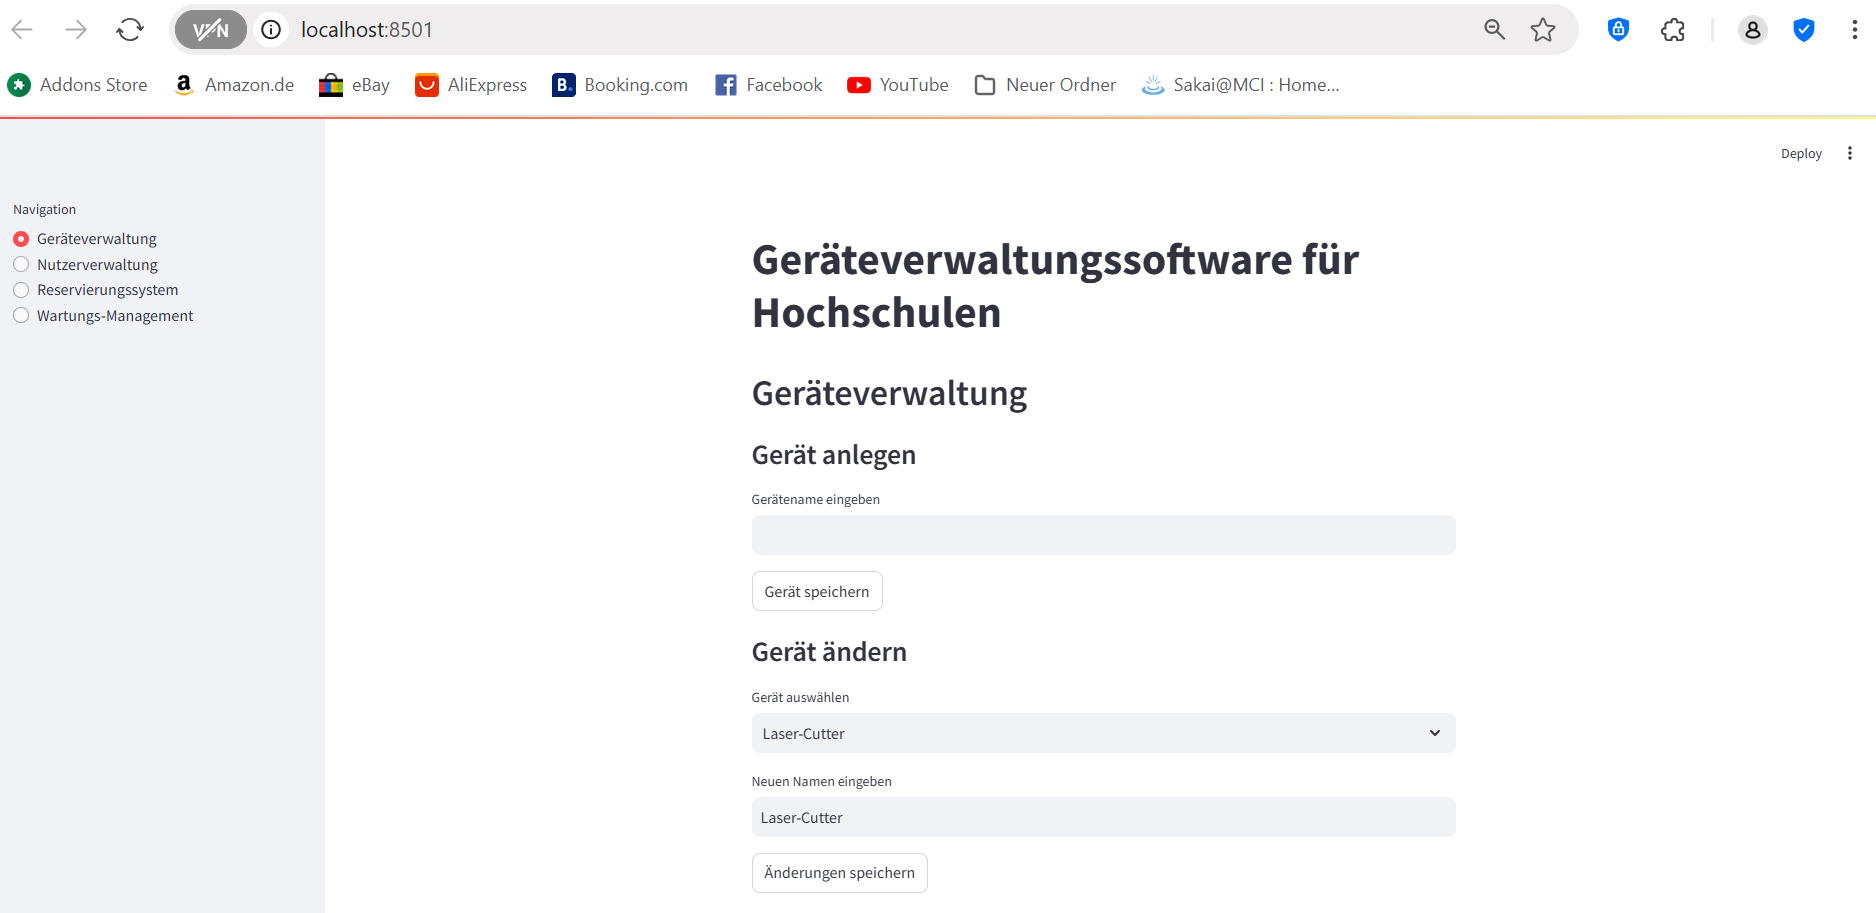 VPN
localhost:8501
Addons Store
Amazon.de
eBay
AliExpress
B. Booking.com
Facebook
YouTube
Neuer Ordner
Sakai@MCI : Home...
Deploy
Navigation
Geräteverwaltung
Nutzerverwaltung
Reservierungssystem
Wartungs-Management
Geräteverwaltungssoftware für
Hochschulen
Geräteverwaltung
Gerät anlegen
Gerätename eingeben
Gerät speichern
Gerät ändern
Gerät auswählen
Laser-Cutter
Neuen Namen eingeben
Laser-Cutter
Änderungen speichern